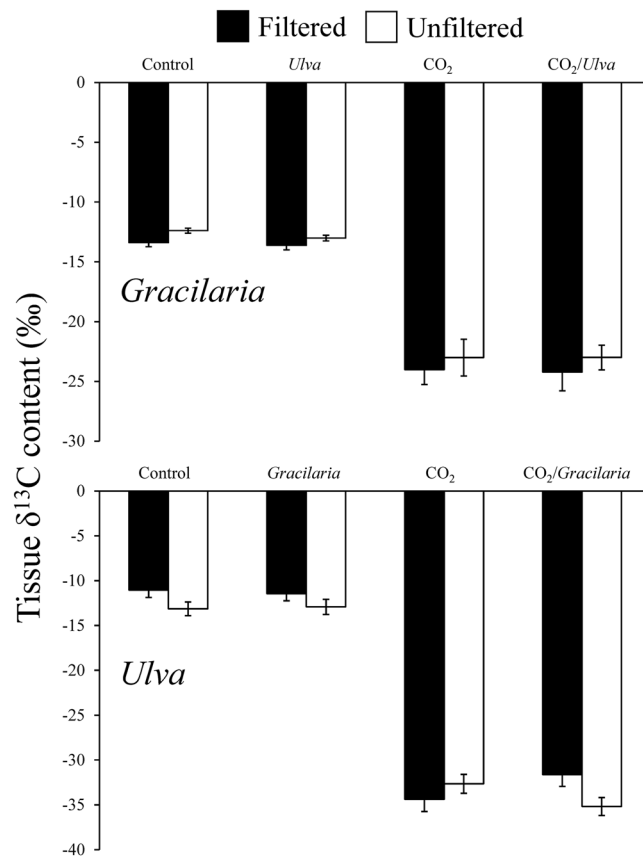 Filtered Unfiltered
Control Ulva CO₂ CO₂/Ulva
0
-5
-10
-15
-20
-25
-30
Gracilaria
Tissue δ¹³C content (‰)
Control Gracilaria CO₂ CO₂/Gracilaria
0
-5
-10
-15
-20
-25
-30
-35
-40
Ulva